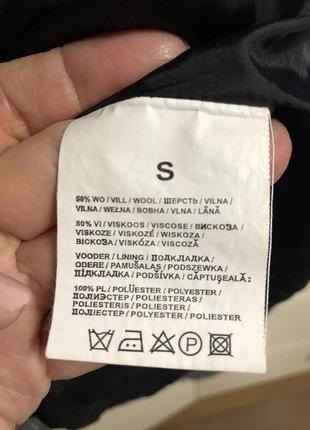 S
50% WO / VILL / WOOL / ШЕРСТЬ / VILNA /
VILNA / WEŁNA / ВОВНА / VLNA / LÂNĂ
50% VI / VISKOOS / VISCOSE / ВИСКОЗА /
VISKOZE / VISKOZĖ / WISKOZA /
ВІСКОЗА / VISKÓZA / VISCOZĂ
VOODER / LINING / ПОДКЛАДКА /
ODERE / PAMUŠALAS / PODSZEWKA /
ПІДКЛАДКА / PODŠÍVKA / CĂPTUŞEALĂ:
100% PL / POLÜESTER / POLYESTER /
ПОЛИЭСТЕР / POLIESTERAS /
POLIESTERIS / POLIESTER /
ПОЛІЕСТЕР / POLYESTER / POLIESTER
P